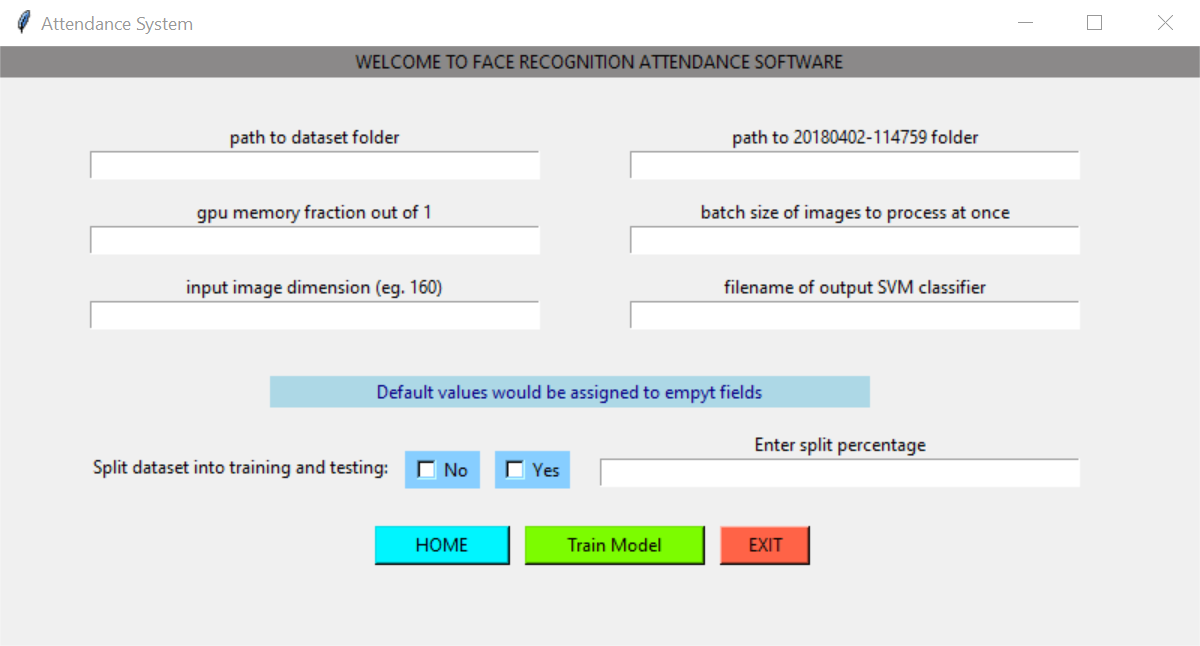 Attendance System
WELCOME TO FACE RECOGNITION ATTENDANCE SOFTWARE
path to dataset folder
path to 20180402-114759 folder
gpu memory fraction out of 1
batch size of images to process at once
input image dimension (eg. 160)
filename of output SVM classifier
Default values would be assigned to empyt fields
Enter split percentage
Split dataset into training and testing:
No
Yes
HOME
Train Model
EXIT